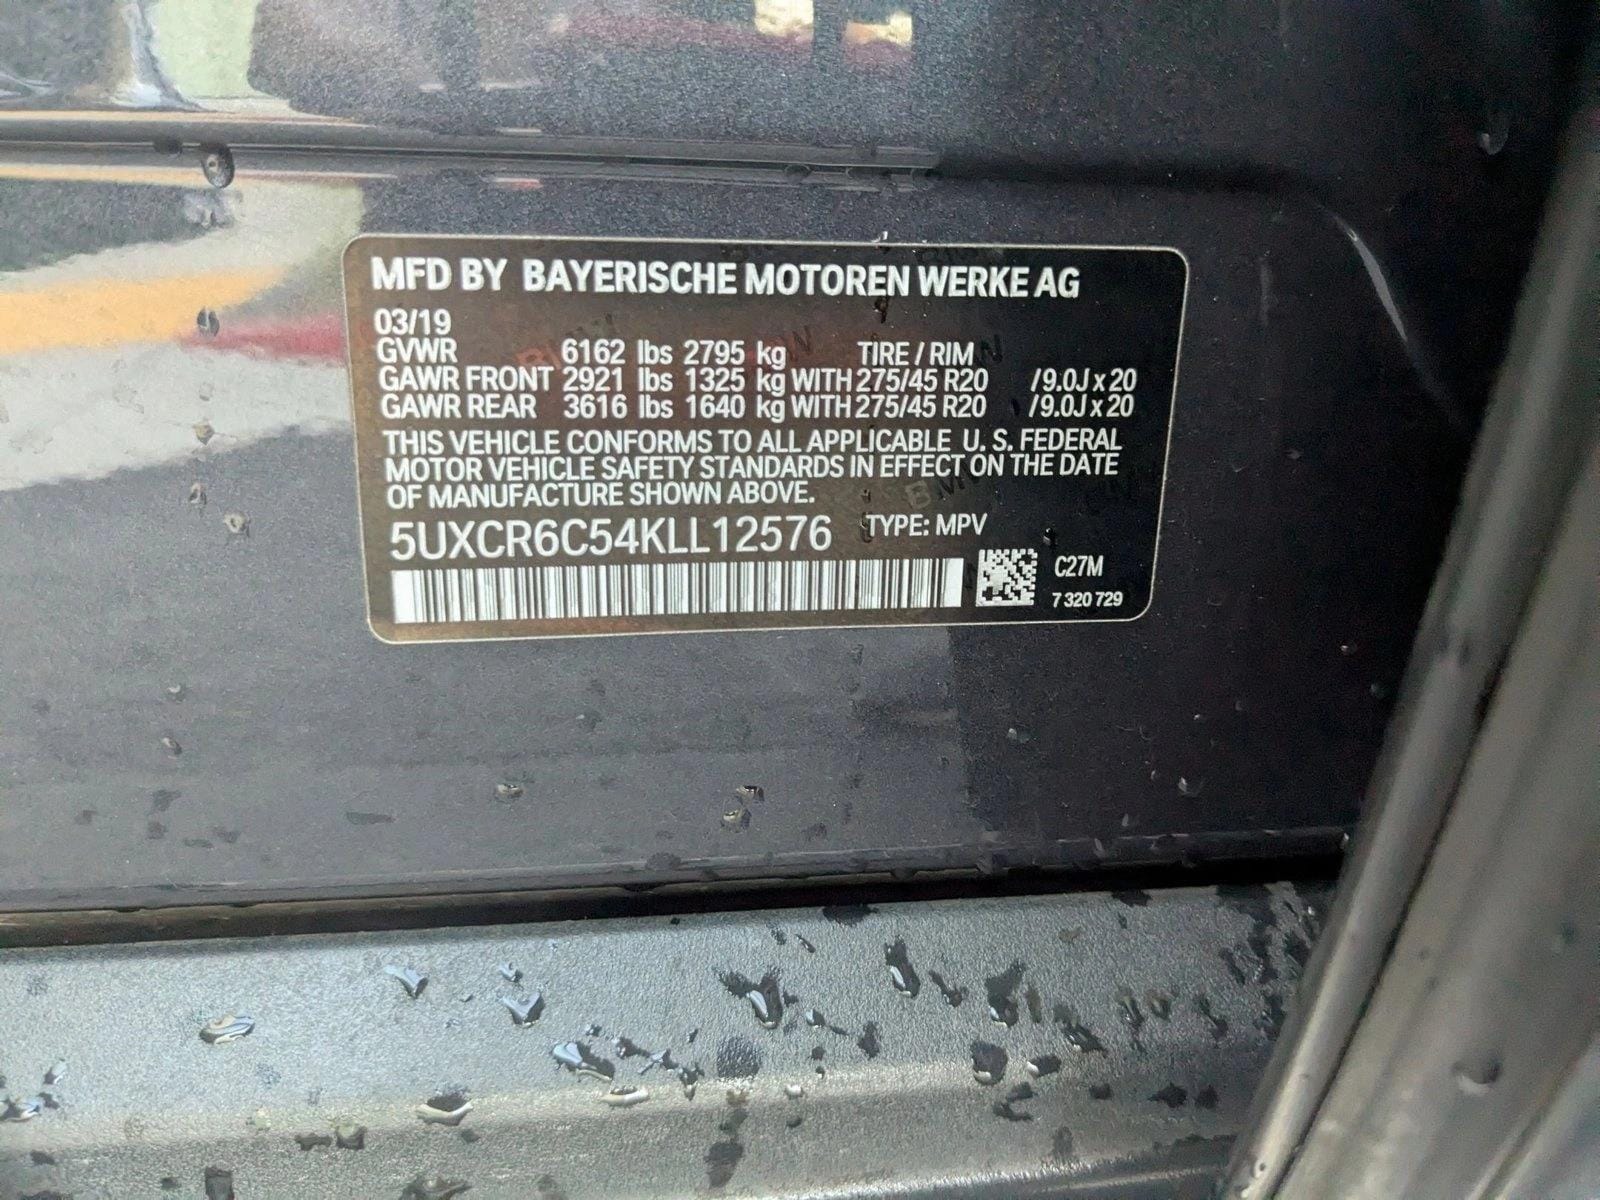 MFD BY BAYERISCHE MOTOREN WERKE AG
03/19
GVWR 6162 lbs 2795 kg TIRE / RIM
GAWR FRONT 2921 lbs 1325 kg WITH 275/45 R20 /9.0J x 20
GAWR REAR 3616 lbs 1640 kg WITH 275/45 R20 /9.0J x 20
THIS VEHICLE CONFORMS TO ALL APPLICABLE U. S. FEDERAL
MOTOR VEHICLE SAFETY STANDARDS IN EFFECT ON THE DATE
OF MANUFACTURE SHOWN ABOVE.
5UXCR6C54KLL12576 TYPE: MPV
C27M
7 320 729